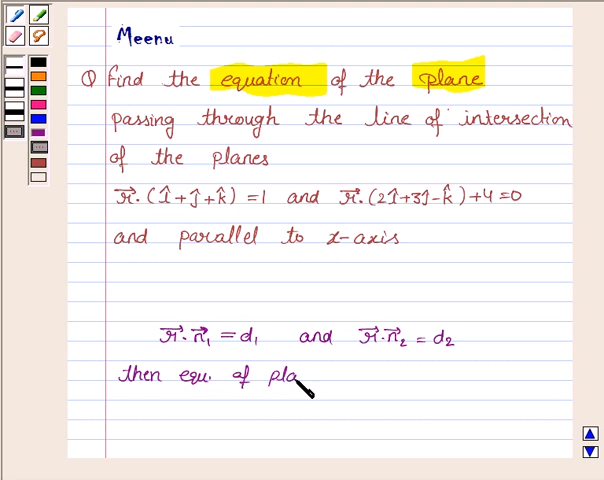 Meenu
Q Find the equation of the plane
passing through the line of intersection
of the planes
r⃗.(î+ĵ+k̂)=1 and r⃗.(2î+3ĵ-k̂)+4=0
and parallel to x-axis
r⃗.n⃗₁ = d₁ and r⃗.n⃗₂ = d₂
then equ. of pla